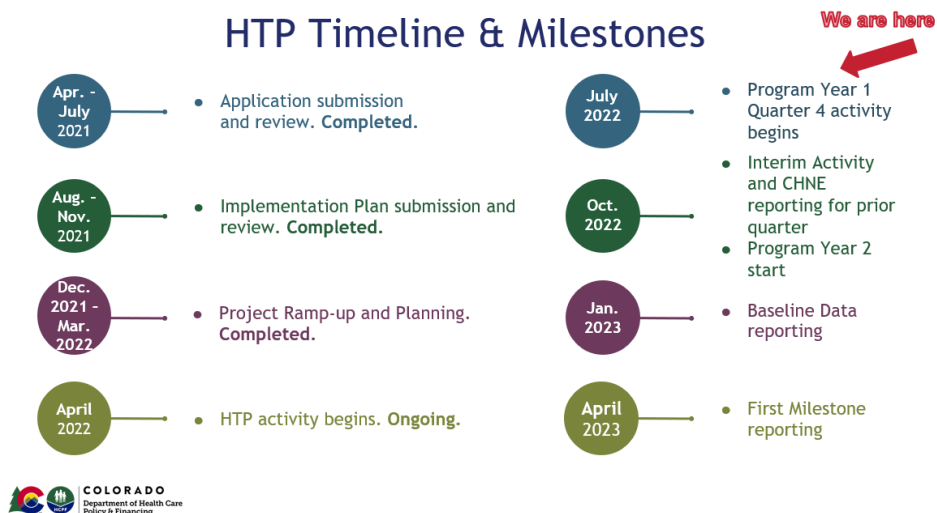 HTP Timeline & Milestones
We are here
Apr. –
July
2021
• Application submission
and review. Completed.
Aug. –
Nov.
2021
• Implementation Plan submission and
review. Completed.
Dec.
2021 –
Mar.
2022
• Project Ramp-up and Planning.
Completed.
April
2022
• HTP activity begins. Ongoing.
July
2022
• Program Year 1
Quarter 4 activity
begins
Oct.
2022
• Interim Activity
and CHNE
reporting for prior
quarter
• Program Year 2
start
Jan.
2023
• Baseline Data
reporting
April
2023
• First Milestone
reporting
HCPF
COLORADO
Department of Health Care
Policy & Financing